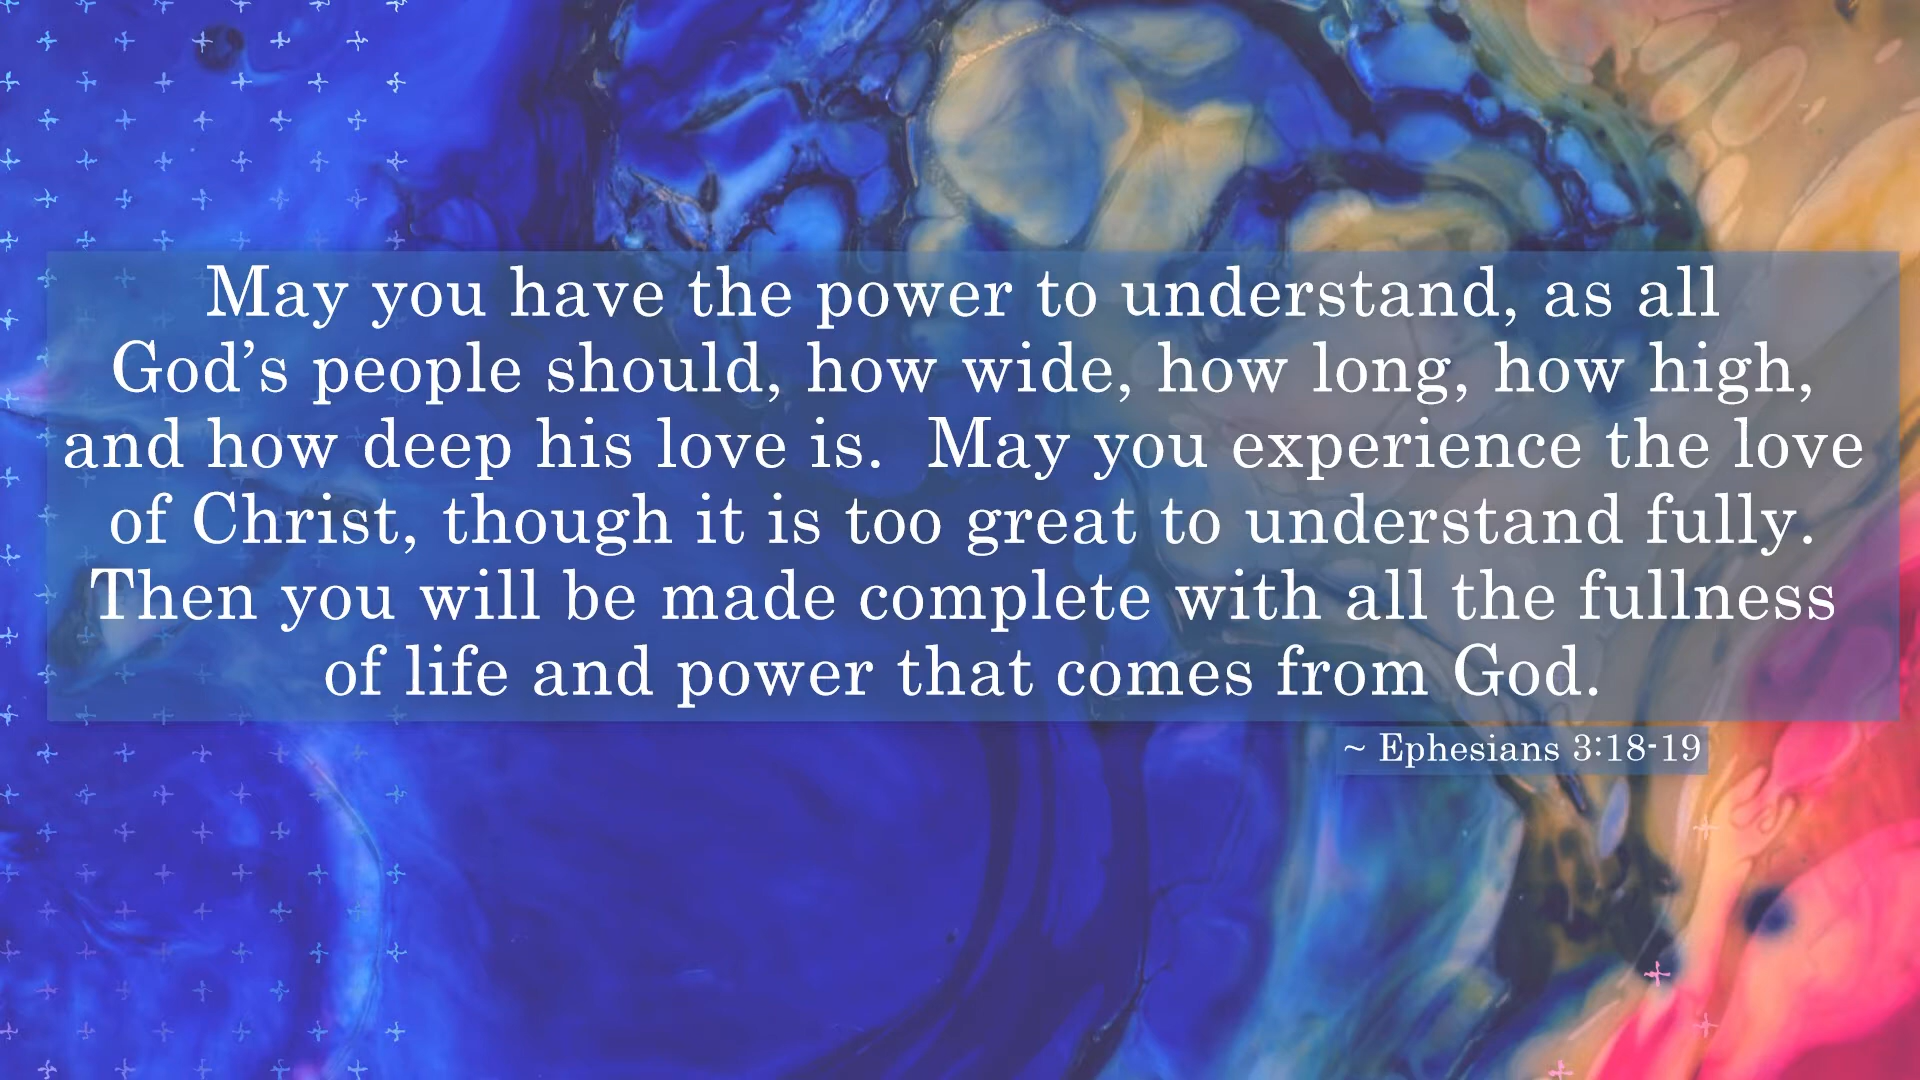 May you have the power to understand, as all
God’s people should, how wide, how long, how high,
and how deep his love is.  May you experience the love
of Christ, though it is too great to understand fully.
Then you will be made complete with all the fullness
of life and power that comes from God.
~ Ephesians 3:18-19